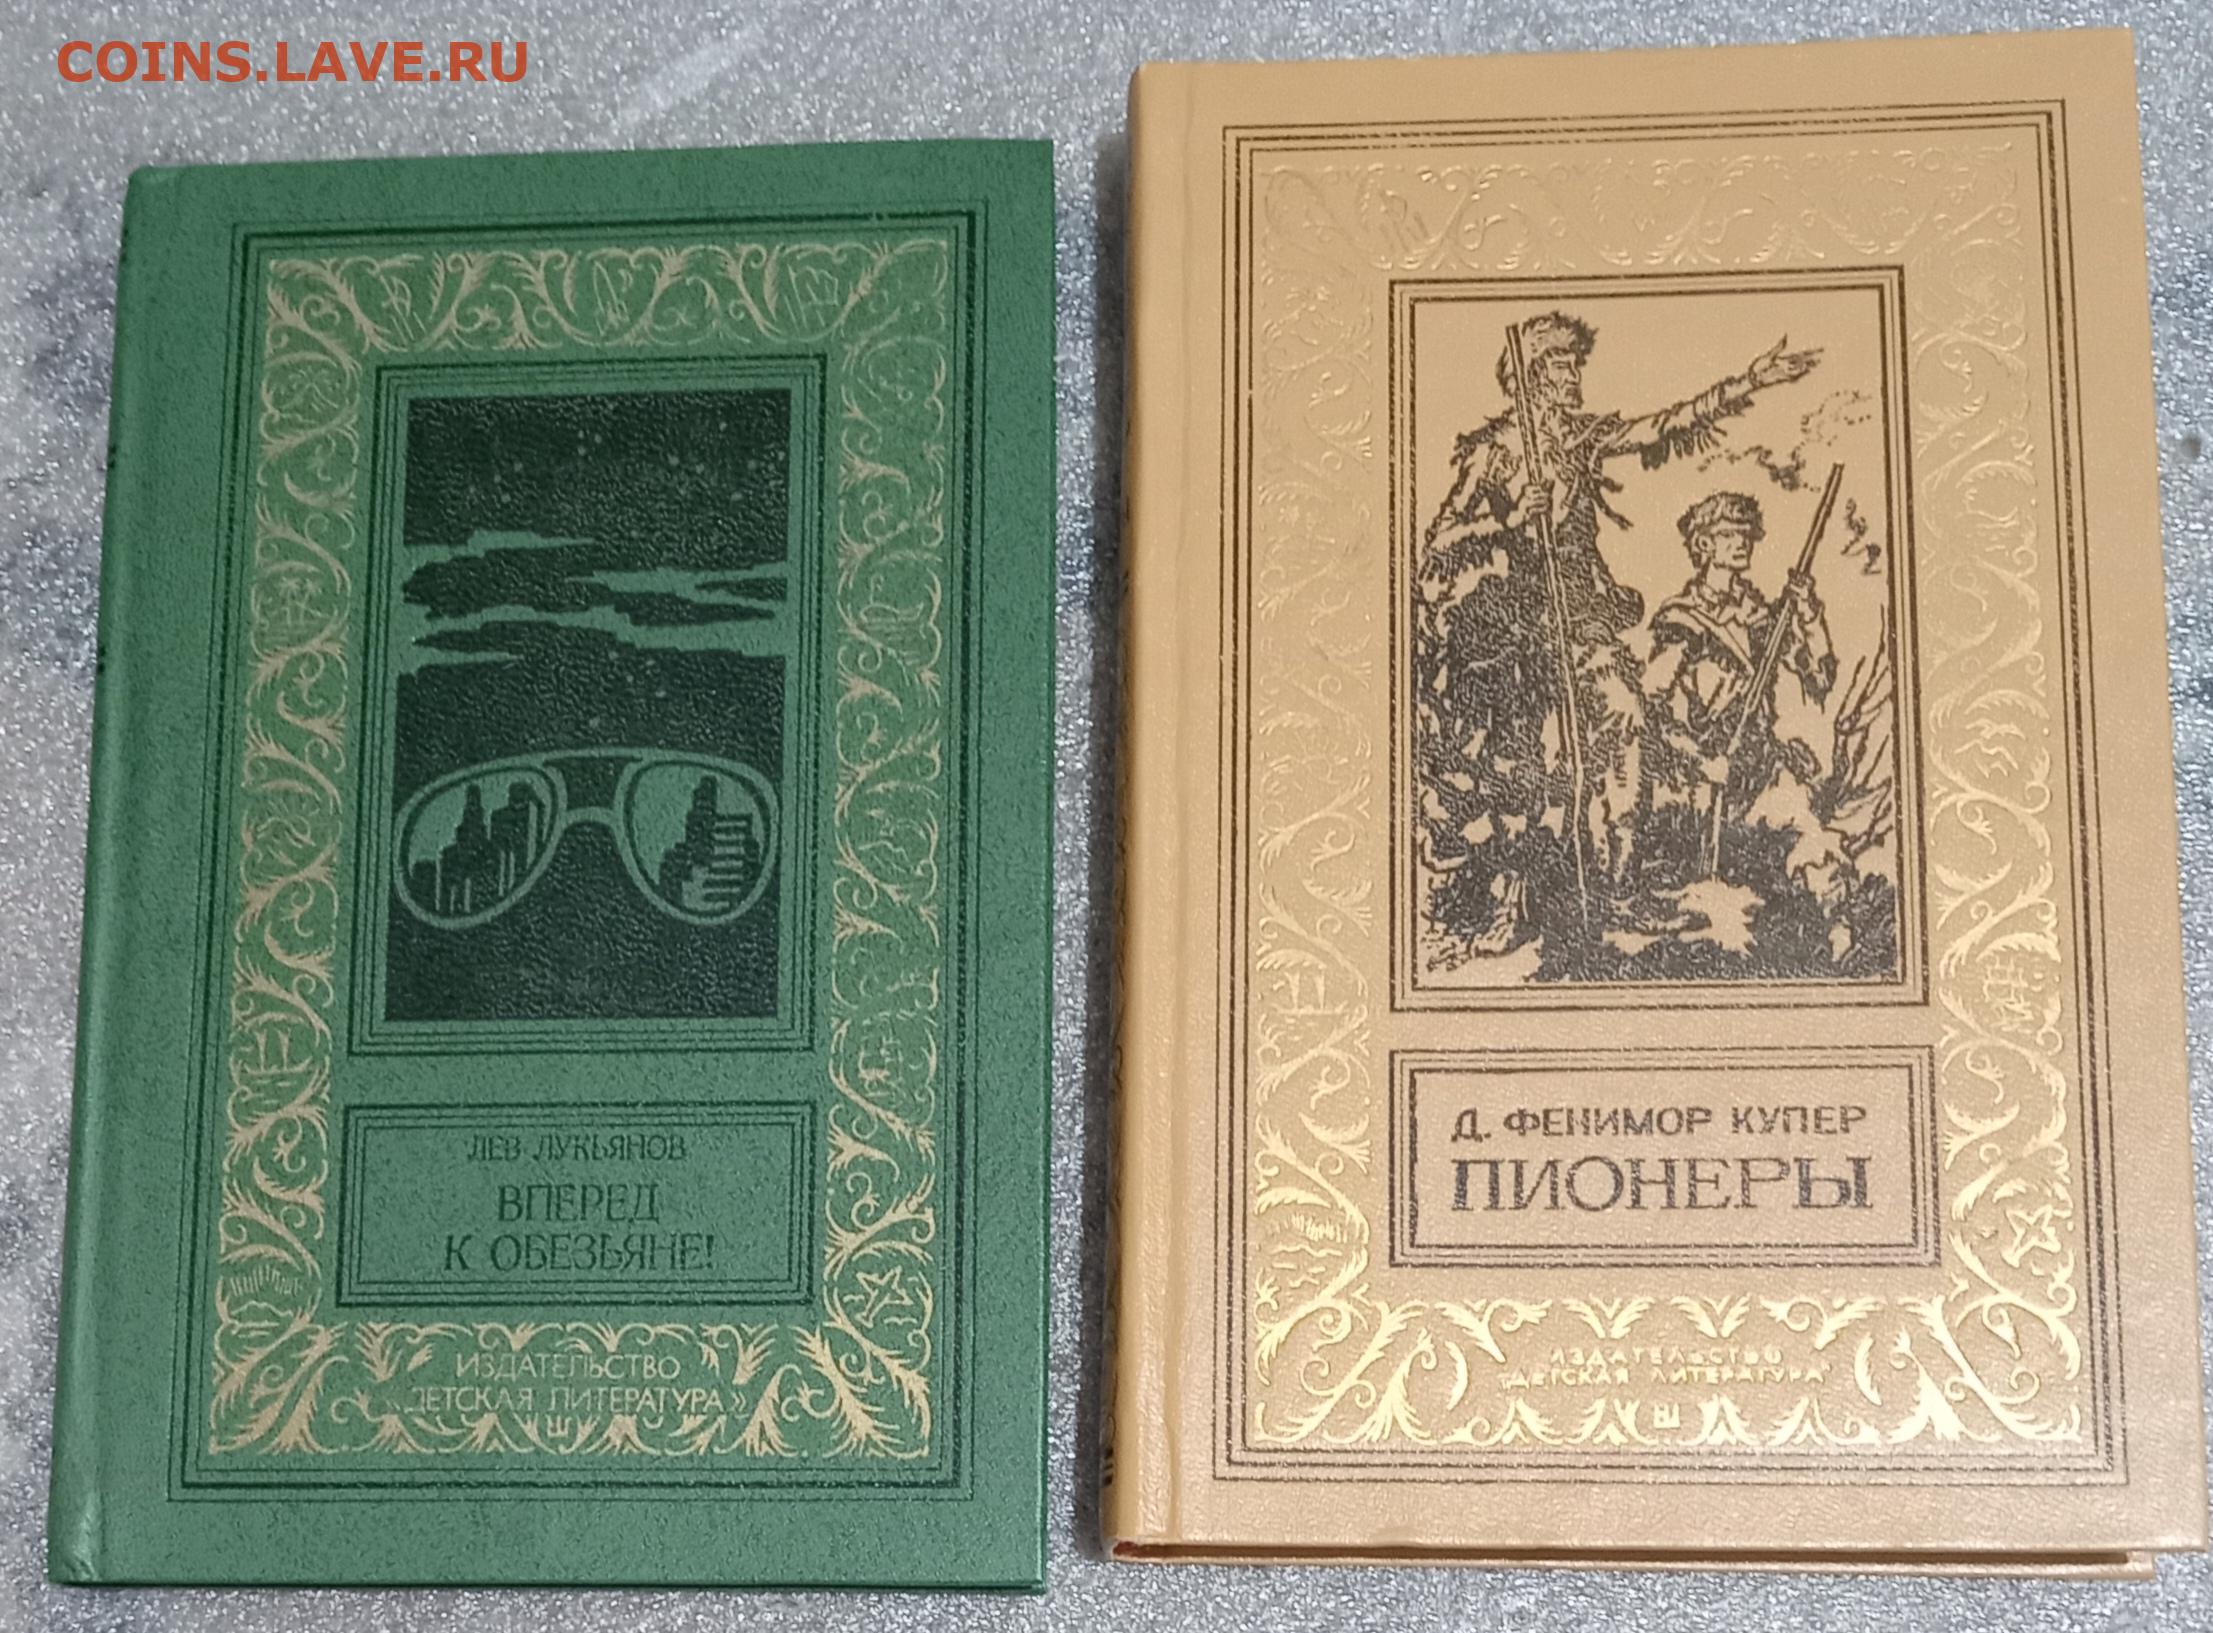 COINS.LAVE.RU
ЛЕВ ЛУКЬЯНОВ
ВПЕРЕД
К ОБЕЗЬЯНЕ!
ИЗДАТЕЛЬСТВО
«ДЕТСКАЯ ЛИТЕРАТУРА»
Д. ФЕНИМОР КУПЕР
ПИОНЕРЫ
ИЗДАТЕЛЬСТВО
„ДЕТСКАЯ ЛИТЕРАТУРА"